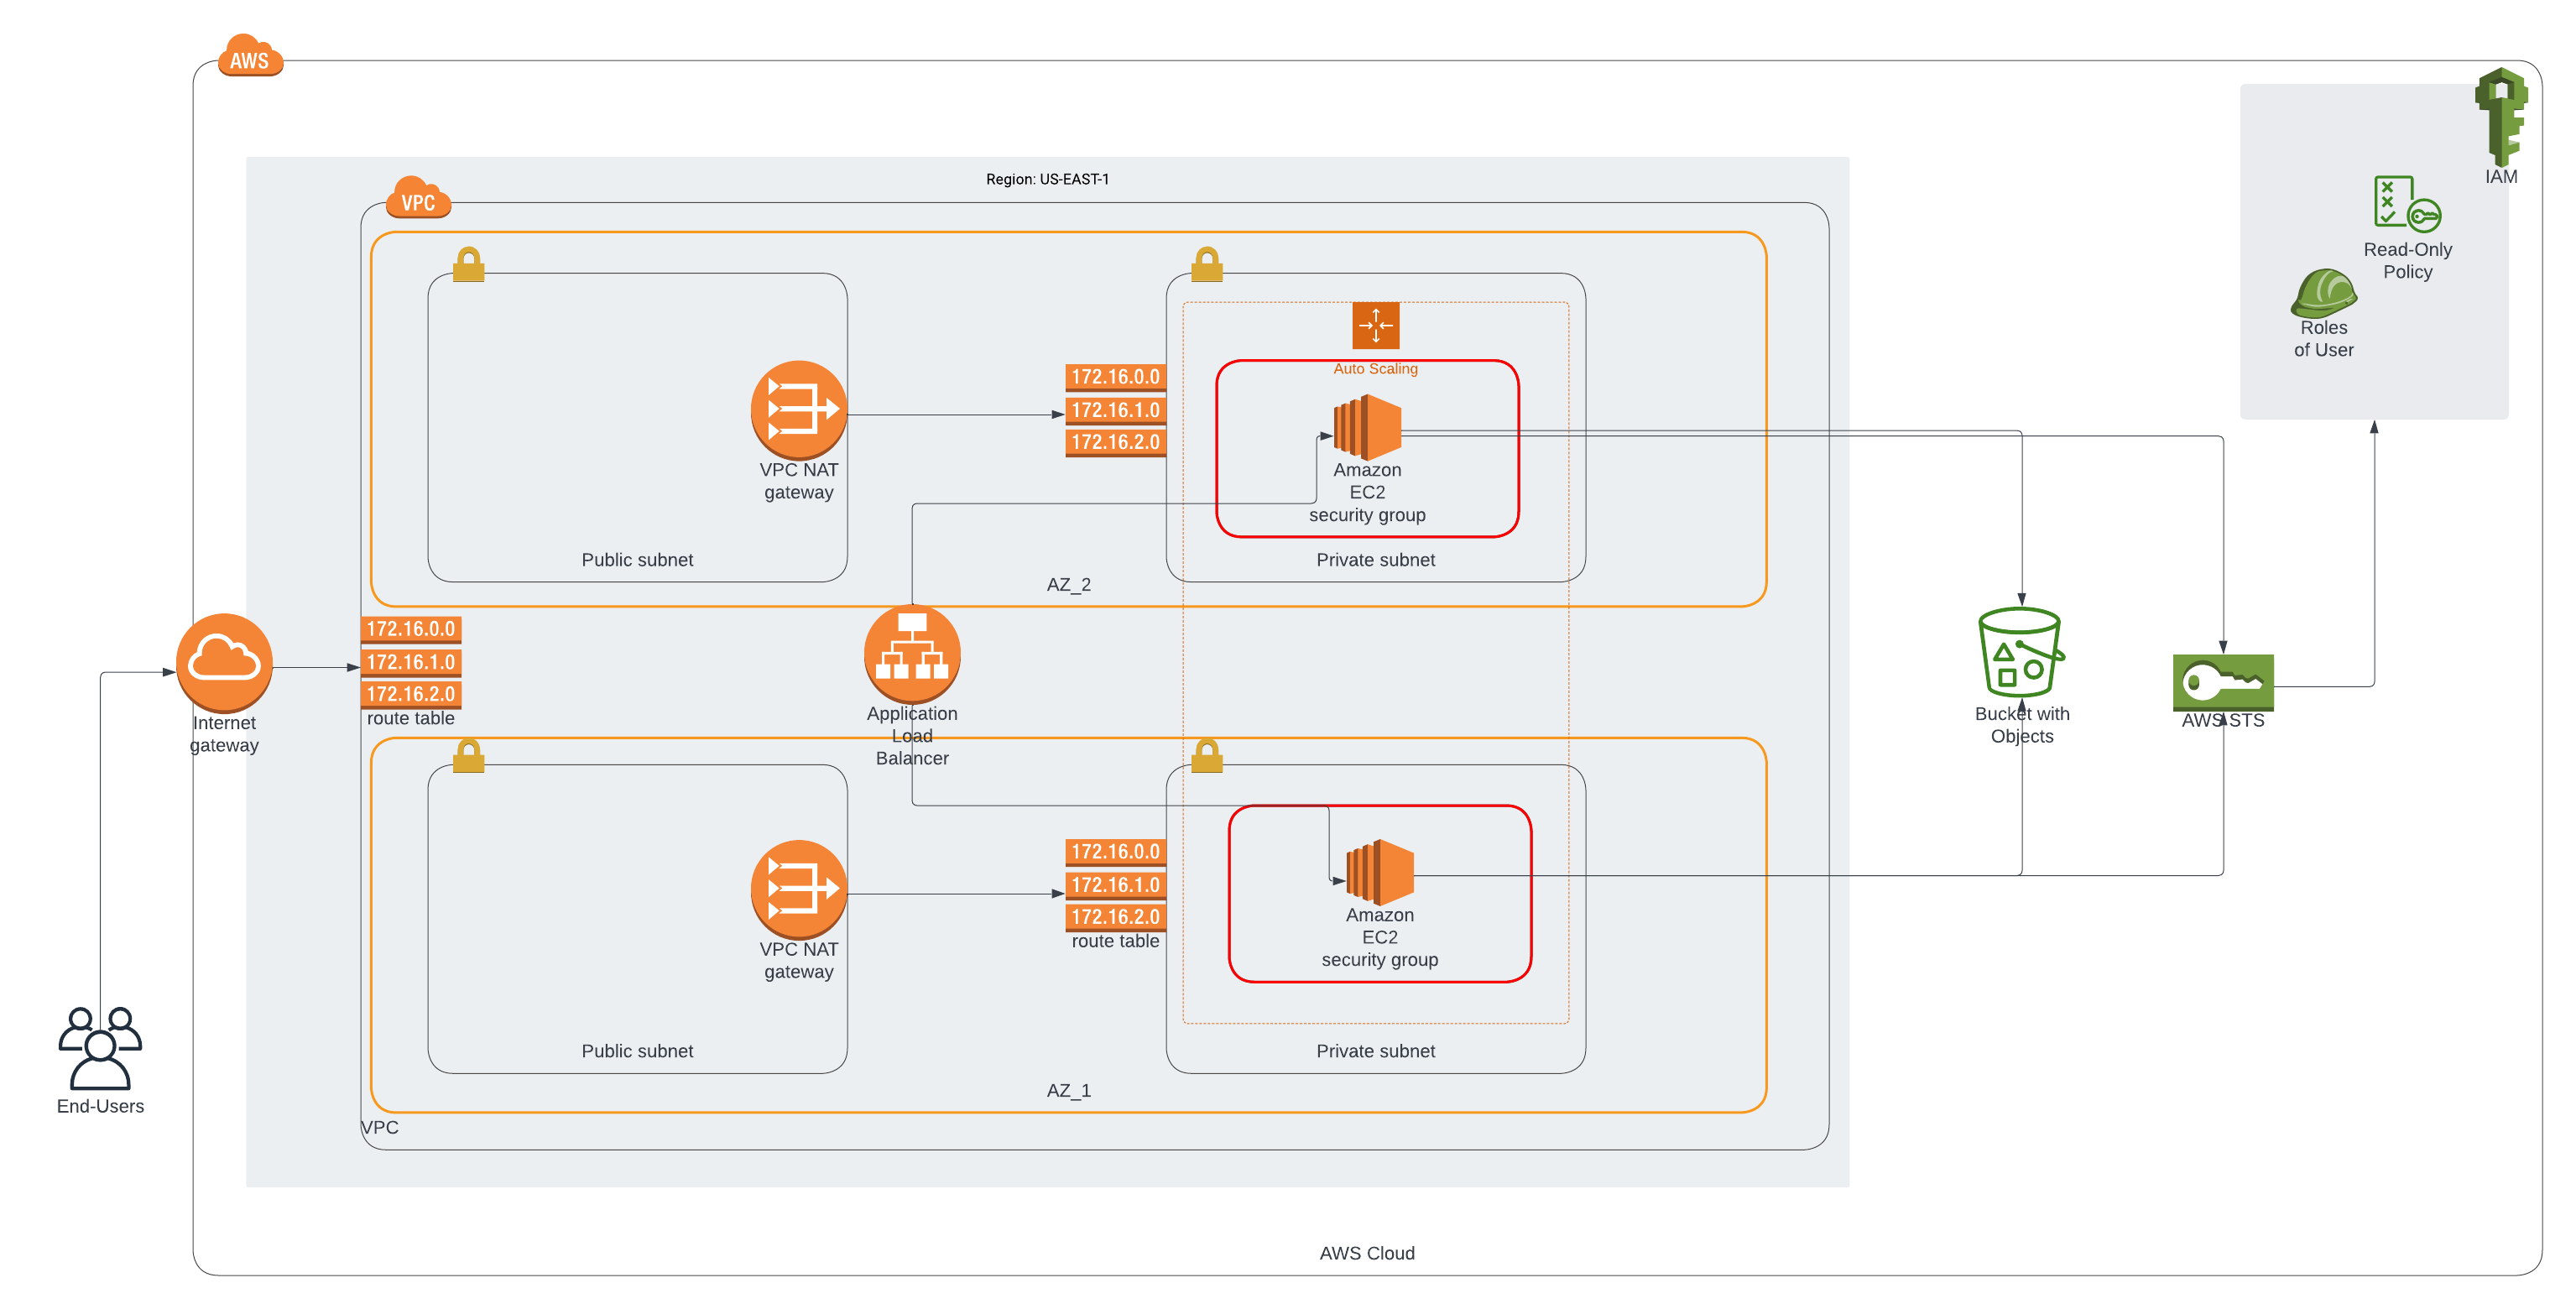 AWS
IAM
Read-Only
Policy
Roles
of User
Region: US-EAST-1
VPC
Auto Scaling
172.16.0.0
172.16.1.0
172.16.2.0
VPC NAT
gateway
Amazon
EC2
security group
Public subnet
Private subnet
AZ_2
172.16.0.0
172.16.1.0
172.16.2.0
route table
Internet
gateway
Application
Load
Balancer
Bucket with
Objects
AWS STS
172.16.0.0
172.16.1.0
172.16.2.0
route table
VPC NAT
gateway
Amazon
EC2
security group
Public subnet
Private subnet
AZ_1
End-Users
VPC
AWS Cloud